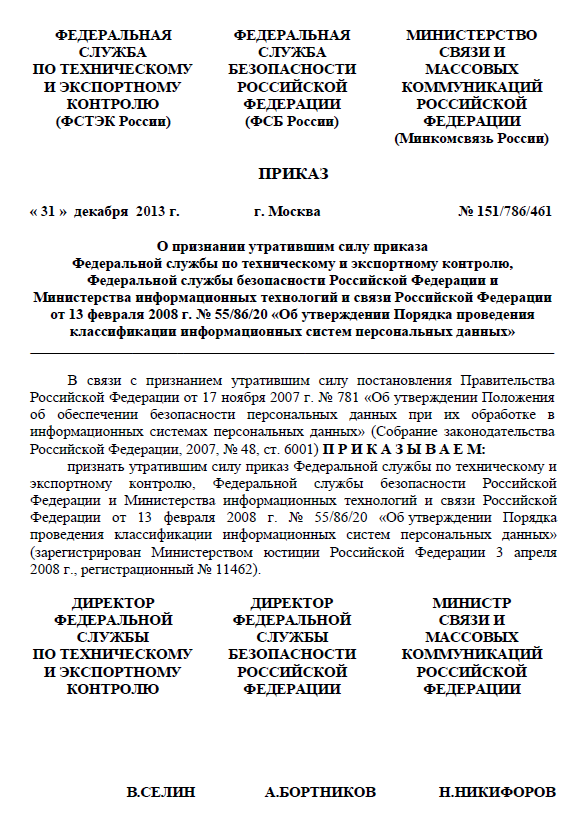 ФЕДЕРАЛЬНАЯ
СЛУЖБА
ПО ТЕХНИЧЕСКОМУ
И ЭКСПОРТНОМУ
КОНТРОЛЮ
(ФСТЭК России)
ФЕДЕРАЛЬНАЯ
СЛУЖБА
БЕЗОПАСНОСТИ
РОССИЙСКОЙ
ФЕДЕРАЦИИ
(ФСБ России)
МИНИСТЕРСТВО
СВЯЗИ И
МАССОВЫХ
КОММУНИКАЦИЙ
РОССИЙСКОЙ
ФЕДЕРАЦИИ
(Минкомсвязь России)
ПРИКАЗ
« 31 » декабря 2013 г. г. Москва № 151/786/461
О признании утратившим силу приказа
Федеральной службы по техническому и экспортному контролю,
Федеральной службы безопасности Российской Федерации и
Министерства информационных технологий и связи Российской Федерации
от 13 февраля 2008 г. № 55/86/20 «Об утверждении Порядка проведения
классификации информационных систем персональных данных»
В связи с признанием утратившим силу постановления Правительства
Российской Федерации от 17 ноября 2007 г. № 781 «Об утверждении Положения
об обеспечении безопасности персональных данных при их обработке в
информационных системах персональных данных» (Собрание законодательства
Российской Федерации, 2007, № 48, ст. 6001) П Р И К А З Ы В А Е М:
признать утратившим силу приказ Федеральной службы по техническому и
экспортному контролю, Федеральной службы безопасности Российской
Федерации и Министерства информационных технологий и связи Российской
Федерации от 13 февраля 2008 г. № 55/86/20 «Об утверждении Порядка
проведения классификации информационных систем персональных данных»
(зарегистрирован Министерством юстиции Российской Федерации 3 апреля
2008 г., регистрационный № 11462).
ДИРЕКТОР
ФЕДЕРАЛЬНОЙ
СЛУЖБЫ
ПО ТЕХНИЧЕСКОМУ
И ЭКСПОРТНОМУ
КОНТРОЛЮ
ДИРЕКТОР
ФЕДЕРАЛЬНОЙ
СЛУЖБЫ
БЕЗОПАСНОСТИ
РОССИЙСКОЙ
ФЕДЕРАЦИИ
МИНИСТР
СВЯЗИ И
МАССОВЫХ
КОММУНИКАЦИЙ
РОССИЙСКОЙ
ФЕДЕРАЦИИ
В.СЕЛИН А.БОРТНИКОВ Н.НИКИФОРОВ